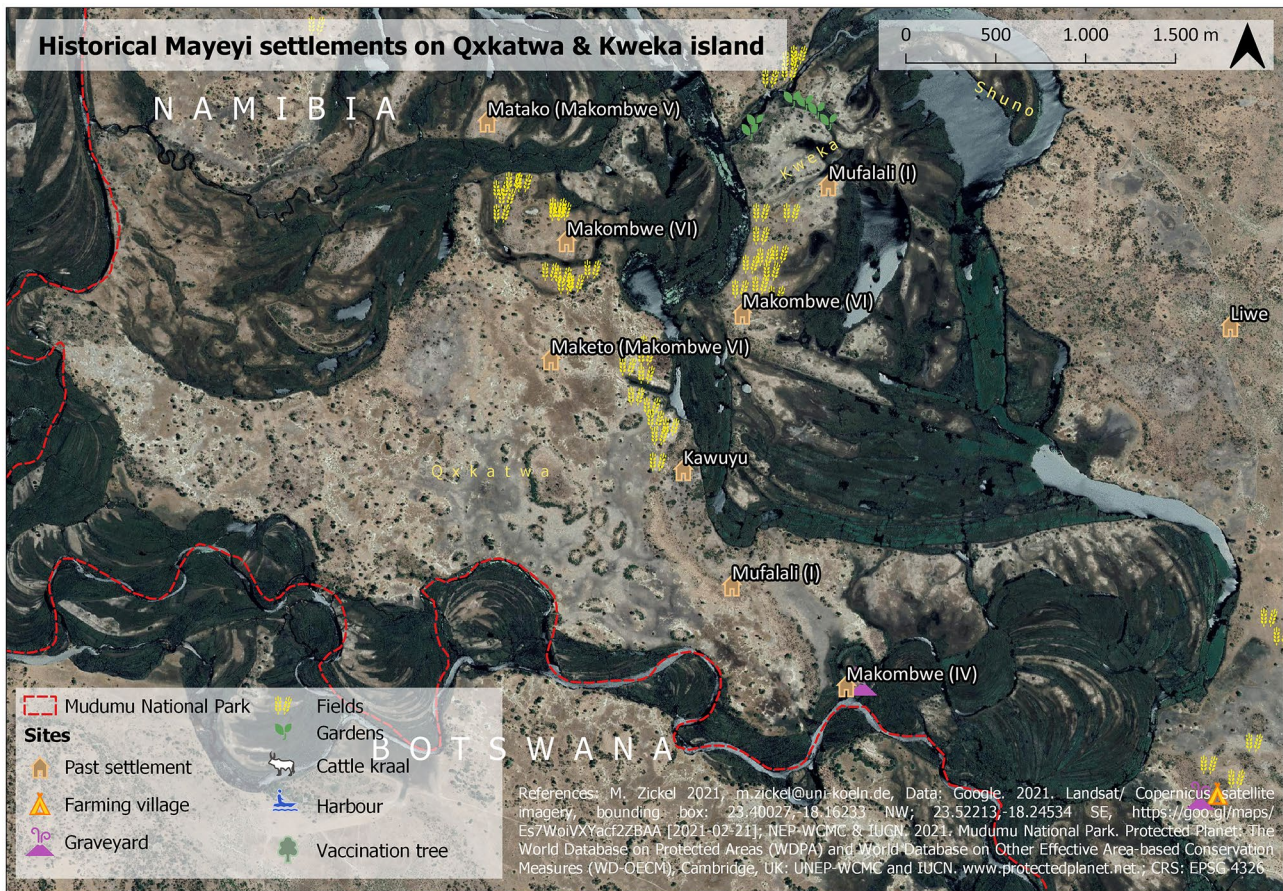 Historical Mayeyi settlements on Qxkatwa & Kweka island
0 500 1.000 1.500 m
NAMIBIA
Shuno
Matako (Makombwe V)
Kweka
Mufalali (I)
Makombwe (VI)
Makombwe (VI)
Liwe
Maketo (Makombwe VI)
Kawuyu
Qxkatwa
Mufalali (I)
Makombwe (IV)
BOTSWANA
Mudumu National Park
Sites
Past settlement
Farming village
Graveyard
Fields
Gardens
Cattle kraal
Harbour
Vaccination tree
References: M. Zickel 2021, m.zickel@uni-koeln.de, Data: Google. 2021. Landsat/ Copernicus satellite
imagery, bounding box: 23.40027,-18.16233 NW; 23.52213,-18.24534 SE, https://goo.gl/maps/
Es7WoiVXYacf2ZBAA [2021-02-21]; NEP-WCMC & IUGN. 2021. Mudumu National Park. Protected Planet: The
World Database on Protected Areas (WDPA) and World Database on Other Effective Area-based Conservation
Measures (WD-OECM), Cambridge, UK: UNEP-WCMC and IUCN. www.protectedplanet.net.; CRS: EPSG 4326